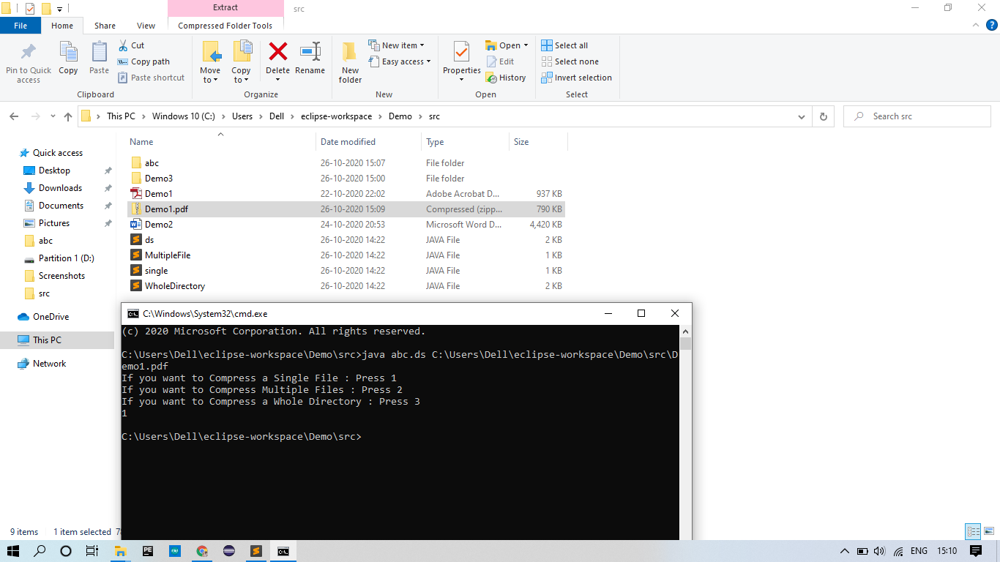 Extract
src
File
Home
Share
View
Compressed Folder Tools
Pin to Quick access
Copy
Paste
Cut
Copy path
Paste shortcut
Clipboard
Move to
Copy to
Delete
Rename
Organize
New folder
New item
Easy access
New
Properties
Open
Edit
History
Open
Select all
Select none
Invert selection
Select
This PC > Windows 10 (C:) > Users > Dell > eclipse-workspace > Demo > src
Search src
Quick access
Desktop
Downloads
Documents
Pictures
abc
Partition 1 (D:)
Screenshots
src
OneDrive
This PC
Network
Name Date modified Type Size
abc 26-10-2020 15:07 File folder
Demo3 26-10-2020 15:00 File folder
Demo1 22-10-2020 22:02 Adobe Acrobat D... 937 KB
Demo1.pdf 26-10-2020 15:09 Compressed (zipp... 790 KB
Demo2 24-10-2020 20:53 Microsoft Word D... 4,420 KB
ds 26-10-2020 14:22 JAVA File 2 KB
MultipleFile 26-10-2020 14:22 JAVA File 1 KB
single 26-10-2020 14:22 JAVA File 1 KB
WholeDirectory 26-10-2020 14:22 JAVA File 2 KB
C:\Windows\System32\cmd.exe
(c) 2020 Microsoft Corporation. All rights reserved.
C:\Users\Dell\eclipse-workspace\Demo\src>java abc.ds C:\Users\Dell\eclipse-workspace\Demo\src\D
emo1.pdf
If you want to Compress a Single File : Press 1
If you want to Compress Multiple Files : Press 2
If you want to Compress a Whole Directory : Press 3
1
C:\Users\Dell\eclipse-workspace\Demo\src>
9 items 1 item selected
PE
ENG 15:10